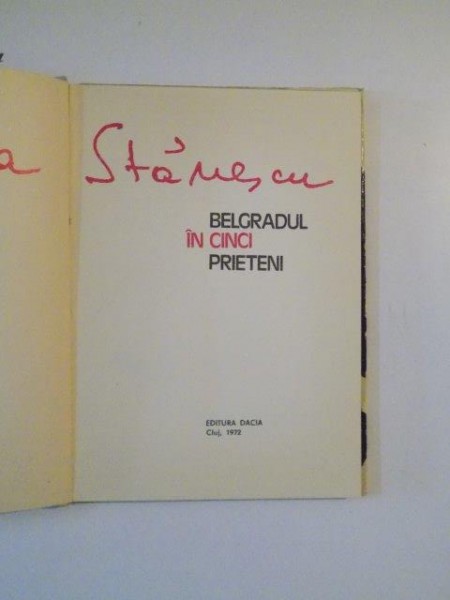 a Stănescu
BELGRADUL
ÎN CINCI
PRIETENI
EDITURA DACIA
Cluj, 1972